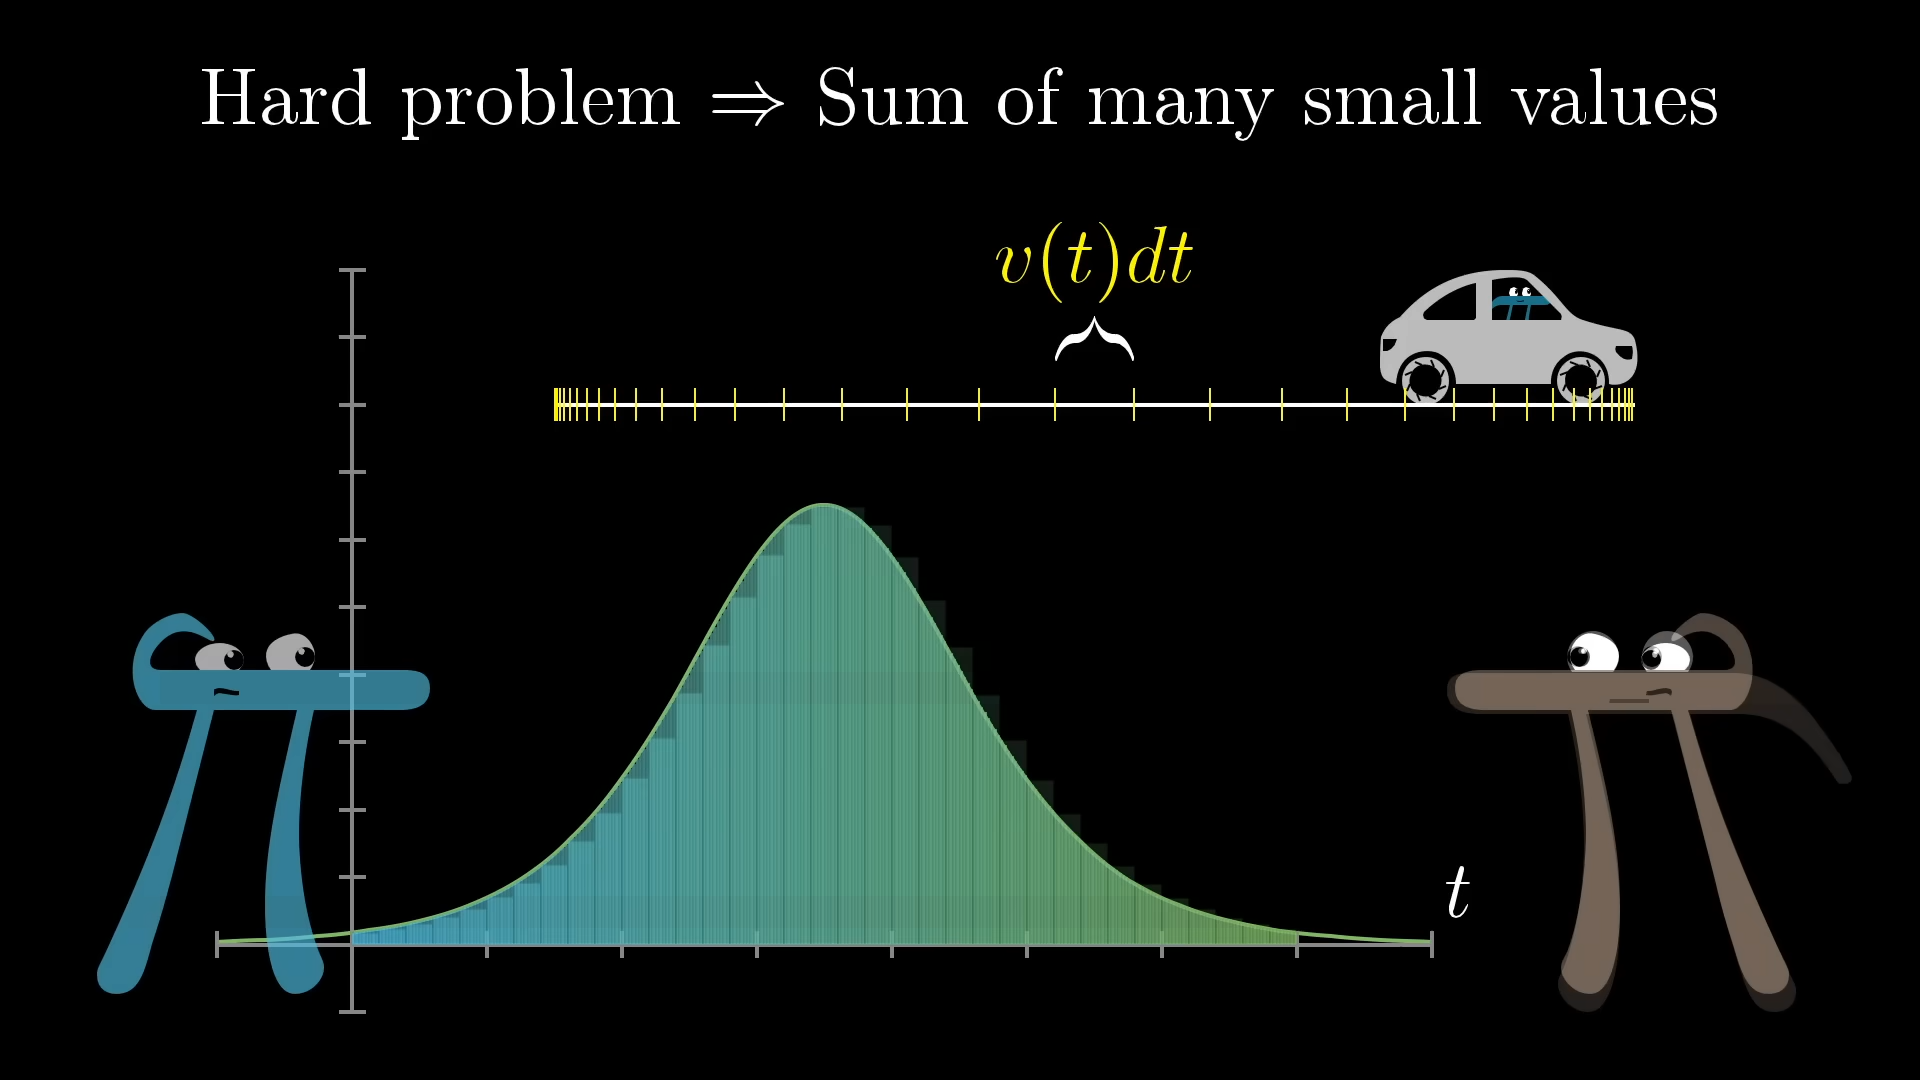 Hard problem ⇒ Sum of many small values
v(t)dt
t